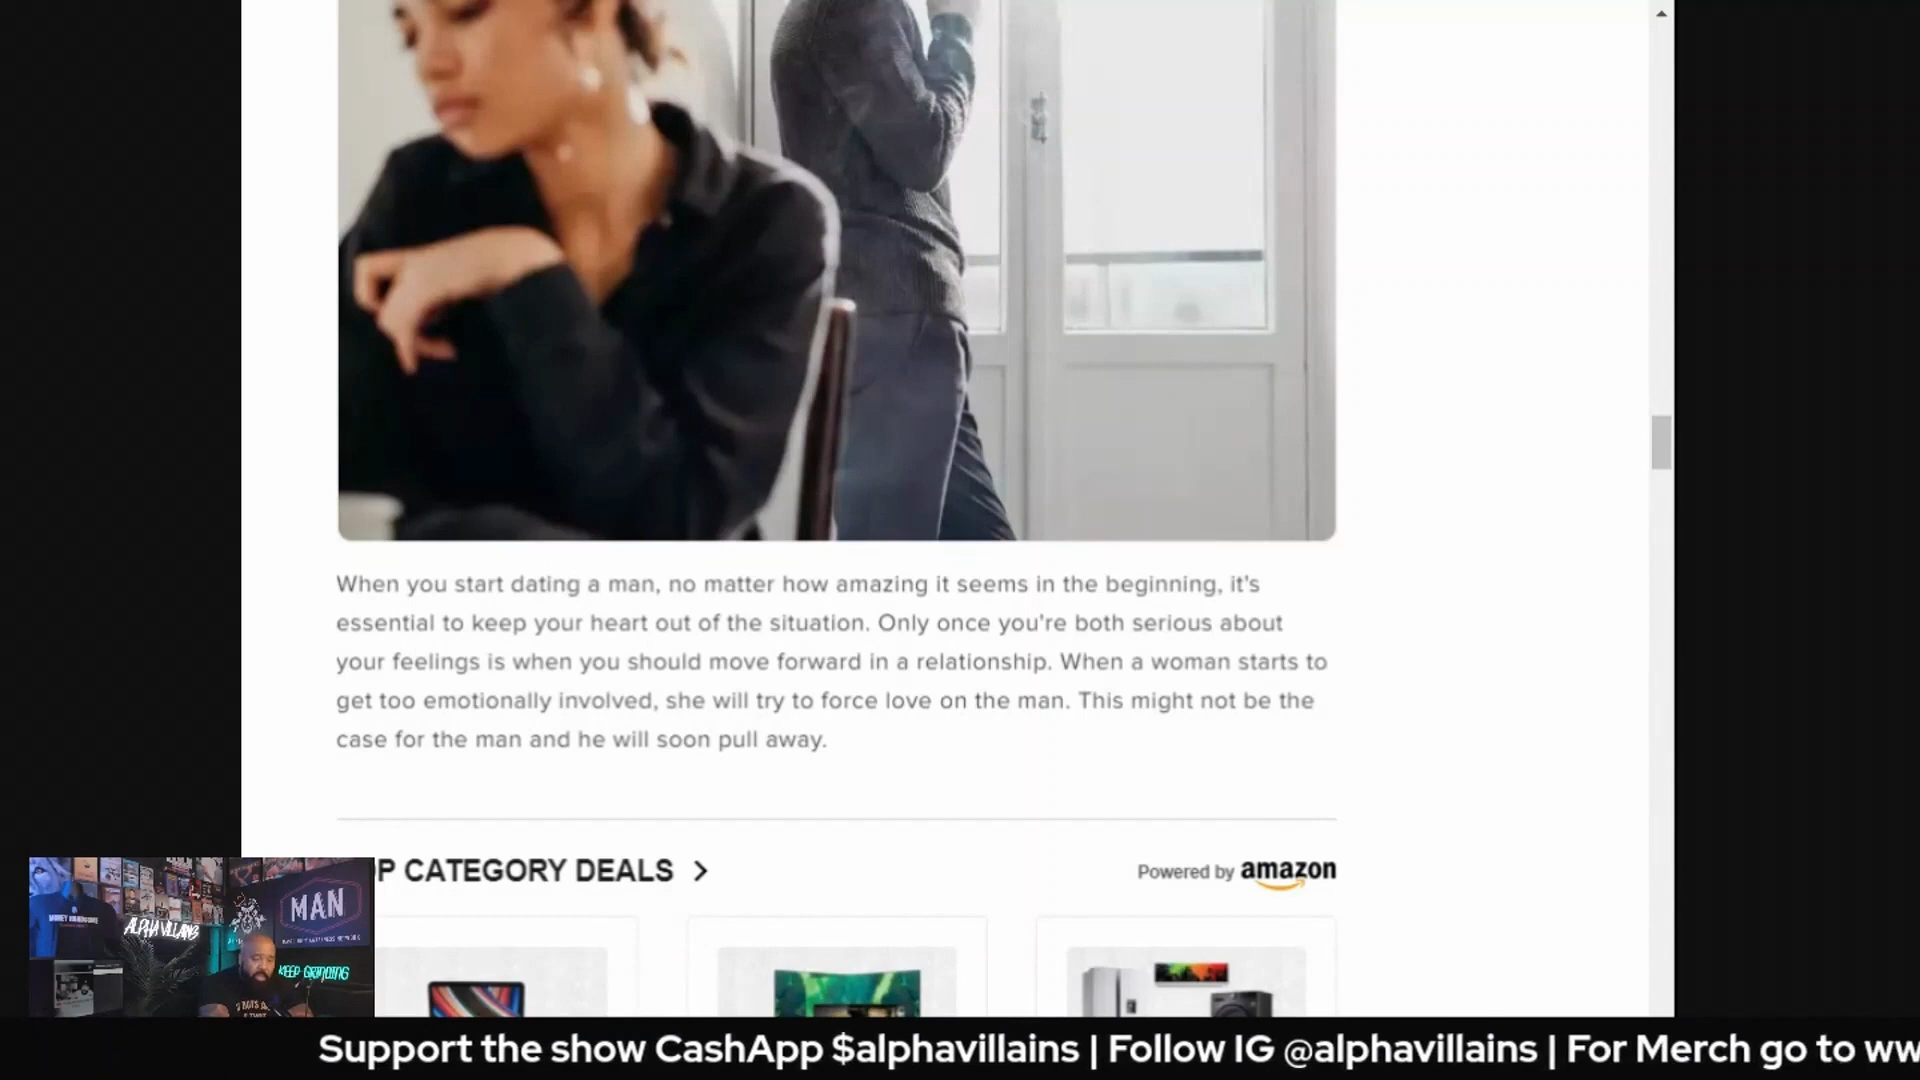 When you start dating a man, no matter how amazing it seems in the beginning, it's
essential to keep your heart out of the situation. Only once you're both serious about
your feelings is when you should move forward in a relationship. When a woman starts to
get too emotionally involved, she will try to force love on the man. This might not be the
case for the man and he will soon pull away.
P CATEGORY DEALS
Powered by amazon
MAN
ALPHA VILLAINS
KEEP GRINDING
Support the show CashApp $alphavillains | Follow IG @alphavillains | For Merch go to ww